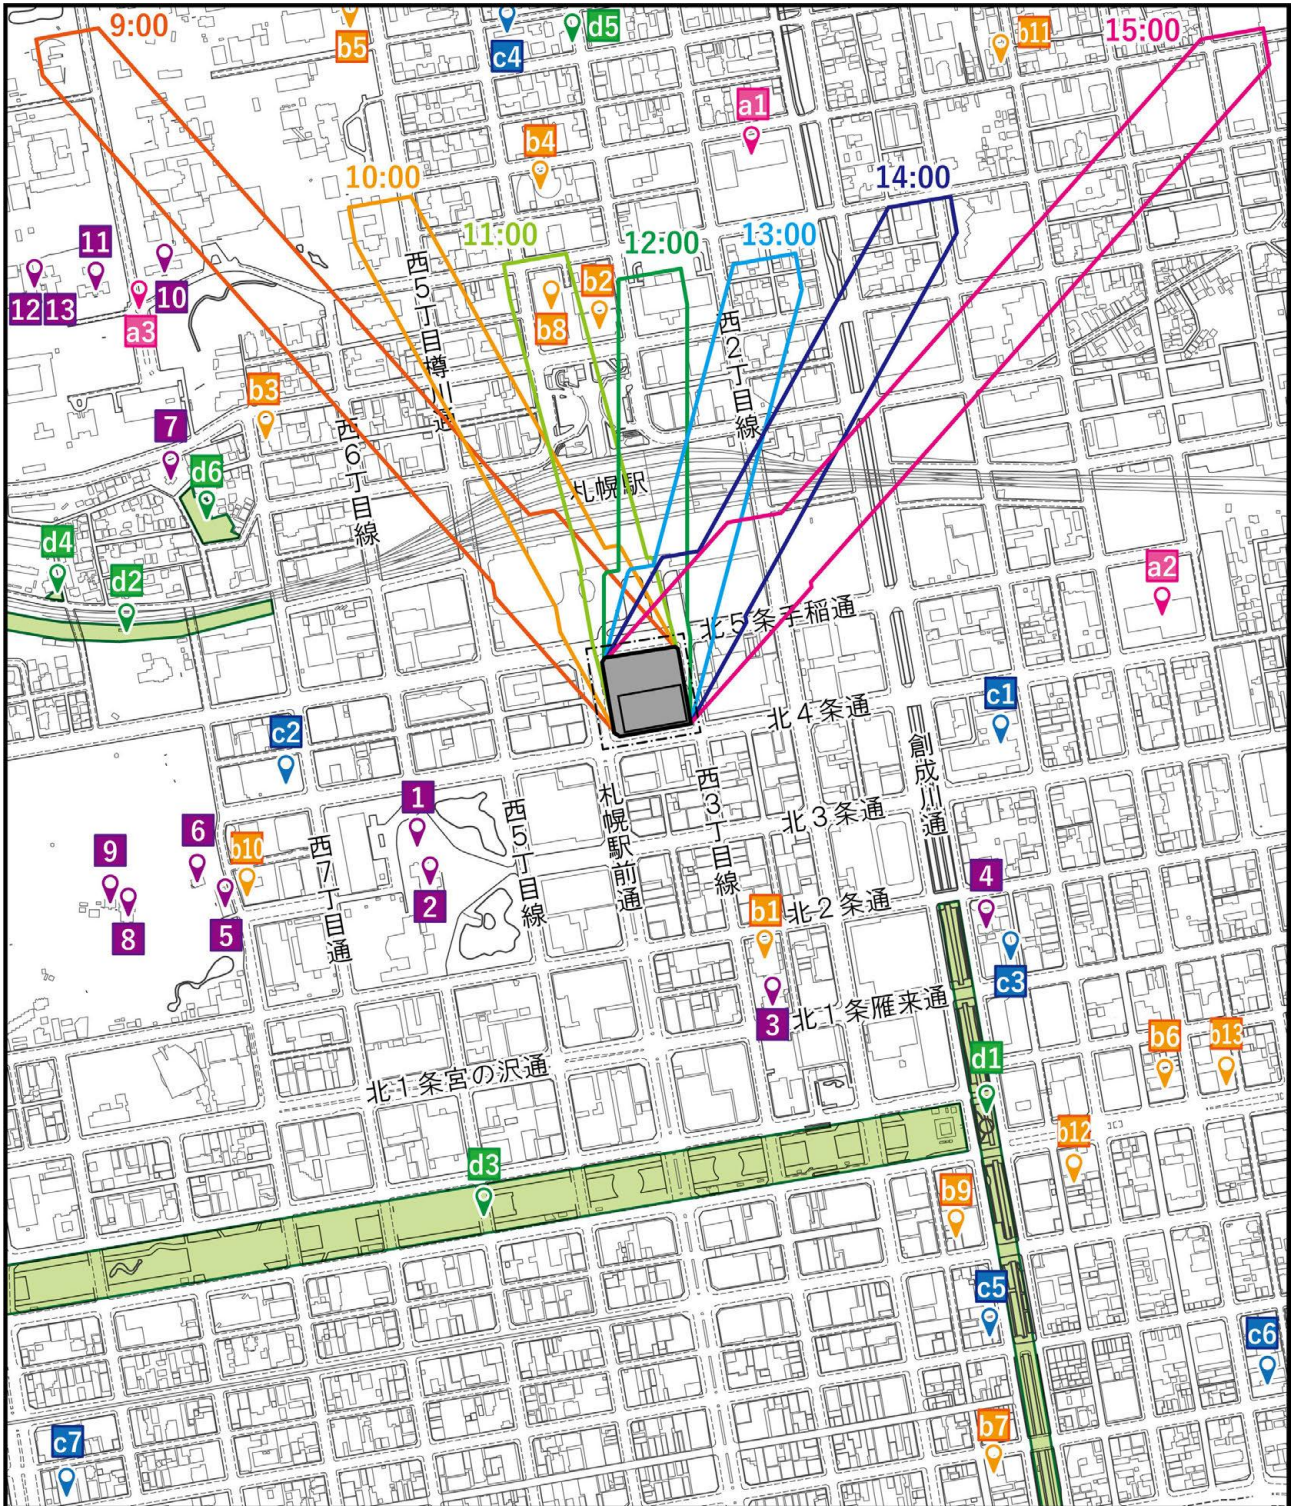 9:00
b5
c4
d5
b11
15:00
a1
b4
10:00
14:00
11:00
12:00
13:00
11
12 13
10
a3
b2
b8
西5丁目樽川通
西2丁目線
b3
7
d6
西6丁目線
札幌駅
d4
d2
a2
北5条手稲通
c1
北4条通
c2
創成川通
1
西5丁目線
札幌駅前通
西3丁目線
北3条通
6
b10
西7丁目通
9
8
5
2
4
b1
北2条通
c3
3
北1条雁来通
北1条宮の沢通
d1
b6
b13
b12
d3
b9
c5
c6
c7
b7